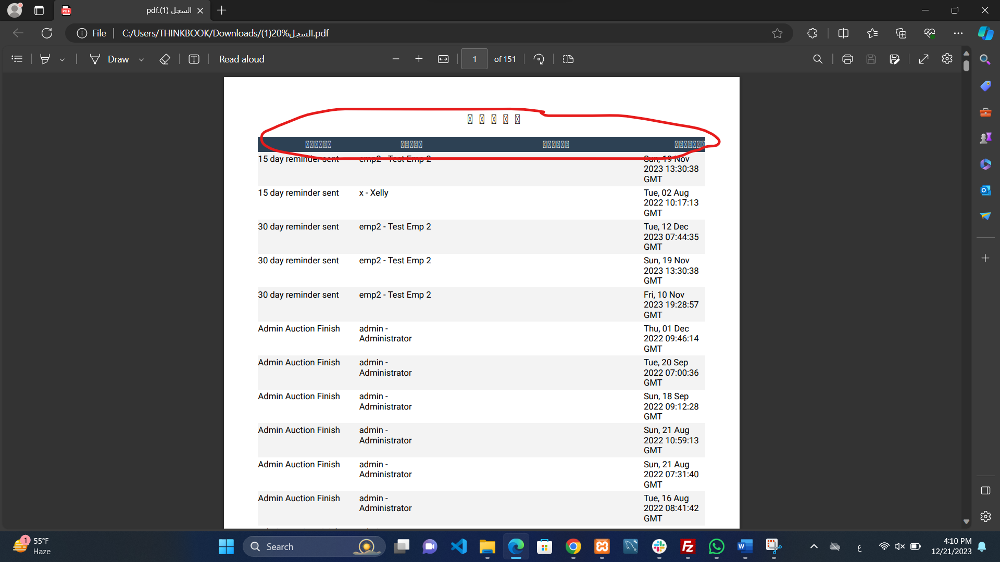 السجل (1).pdf
File
C:/Users/THINKBOOK/Downloads/(1)20%السجل.pdf
Draw
Read aloud
1
of 151
15 day reminder sent
emp2 - Test Emp 2
Sun, 19 Nov
2023 13:30:38
GMT
15 day reminder sent
x - Xelly
Tue, 02 Aug
2022 10:17:13
GMT
30 day reminder sent
emp2 - Test Emp 2
Tue, 12 Dec
2023 07:44:35
GMT
30 day reminder sent
emp2 - Test Emp 2
Sun, 19 Nov
2023 13:30:38
GMT
30 day reminder sent
emp2 - Test Emp 2
Fri, 10 Nov
2023 19:28:57
GMT
Admin Auction Finish
admin -
Administrator
Thu, 01 Dec
2022 09:46:14
GMT
Admin Auction Finish
admin -
Administrator
Tue, 20 Sep
2022 07:00:36
GMT
Admin Auction Finish
admin -
Administrator
Sun, 18 Sep
2022 09:12:28
GMT
Admin Auction Finish
admin -
Administrator
Sun, 21 Aug
2022 10:59:13
GMT
Admin Auction Finish
admin -
Administrator
Sun, 21 Aug
2022 07:31:40
GMT
Admin Auction Finish
admin -
Administrator
Tue, 16 Aug
2022 08:41:42
GMT
1
55°F
Haze
Search
ع
4:10 PM
12/21/2023